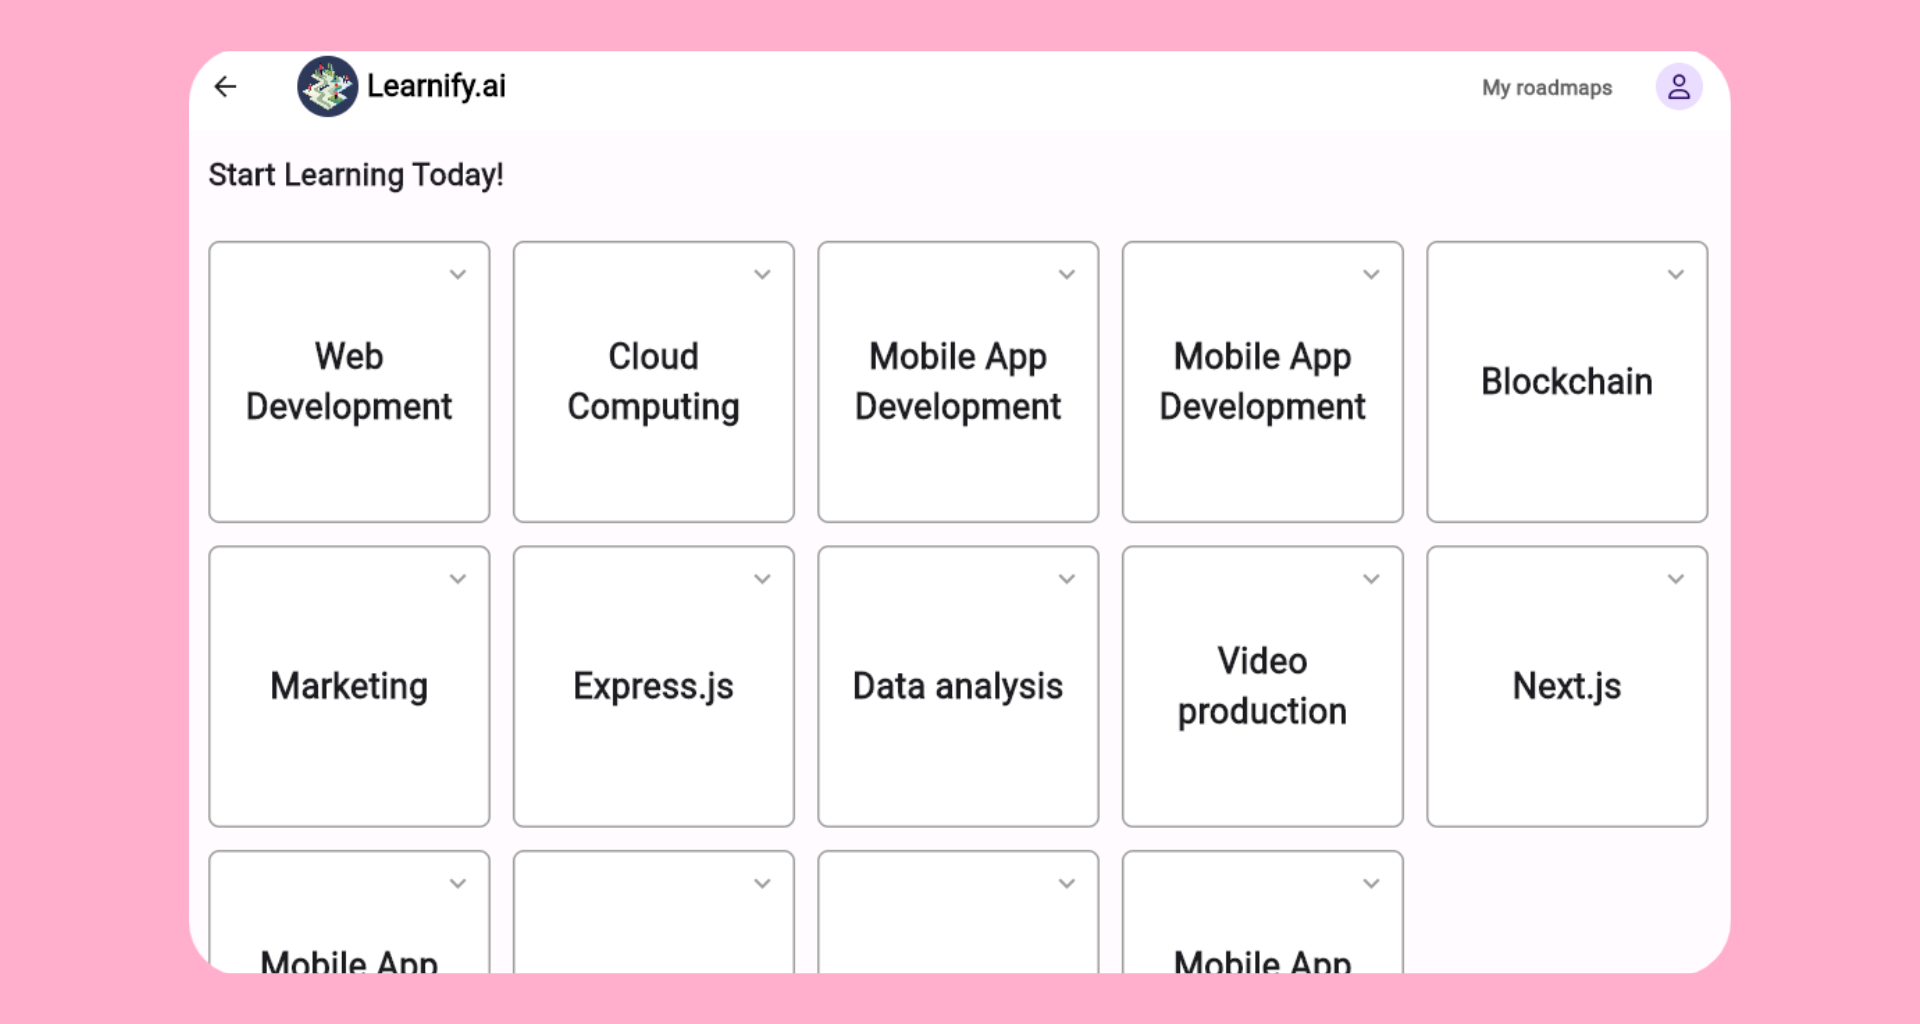 Learnify.ai
My roadmaps
Start Learning Today!
Web
Development
Cloud
Computing
Mobile App
Development
Mobile App
Development
Blockchain
Marketing
Express.js
Data analysis
Video
production
Next.js
Mobile App
Mobile App